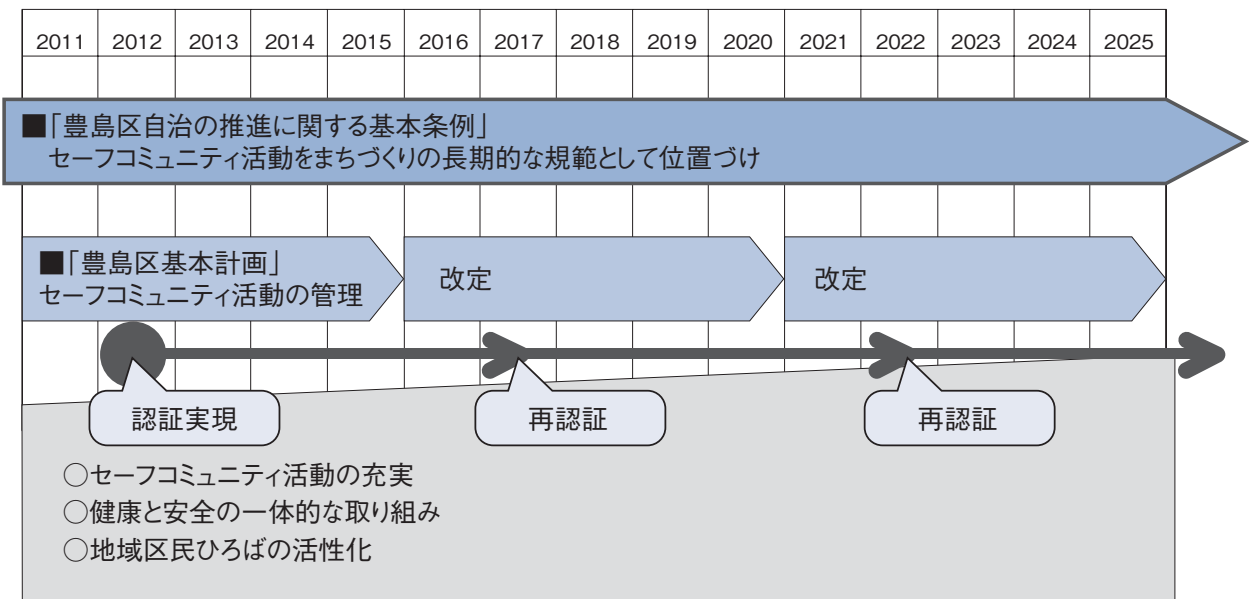 2011 2012 2013 2014 2015 2016 2017 2018 2019 2020 2021 2022 2023 2024 2025
■「豊島区自治の推進に関する基本条例」
セーフコミュニティ活動をまちづくりの長期的な規範として位置づけ
■「豊島区基本計画」
セーフコミュニティ活動の管理
改定
改定
認証実現
再認証
再認証
○セーフコミュニティ活動の充実
○健康と安全の一体的な取り組み
○地域区民ひろばの活性化